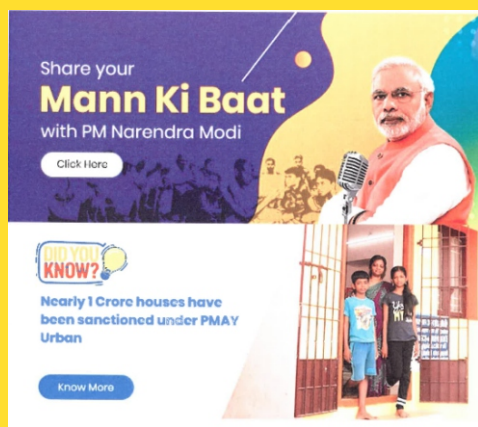 Share your
Mann Ki Baat
with PM Narendra Modi
Click Here
DID YOU
KNOW?
Nearly 1 Crore houses have
been sanctioned under PMAY
Urban
Know More